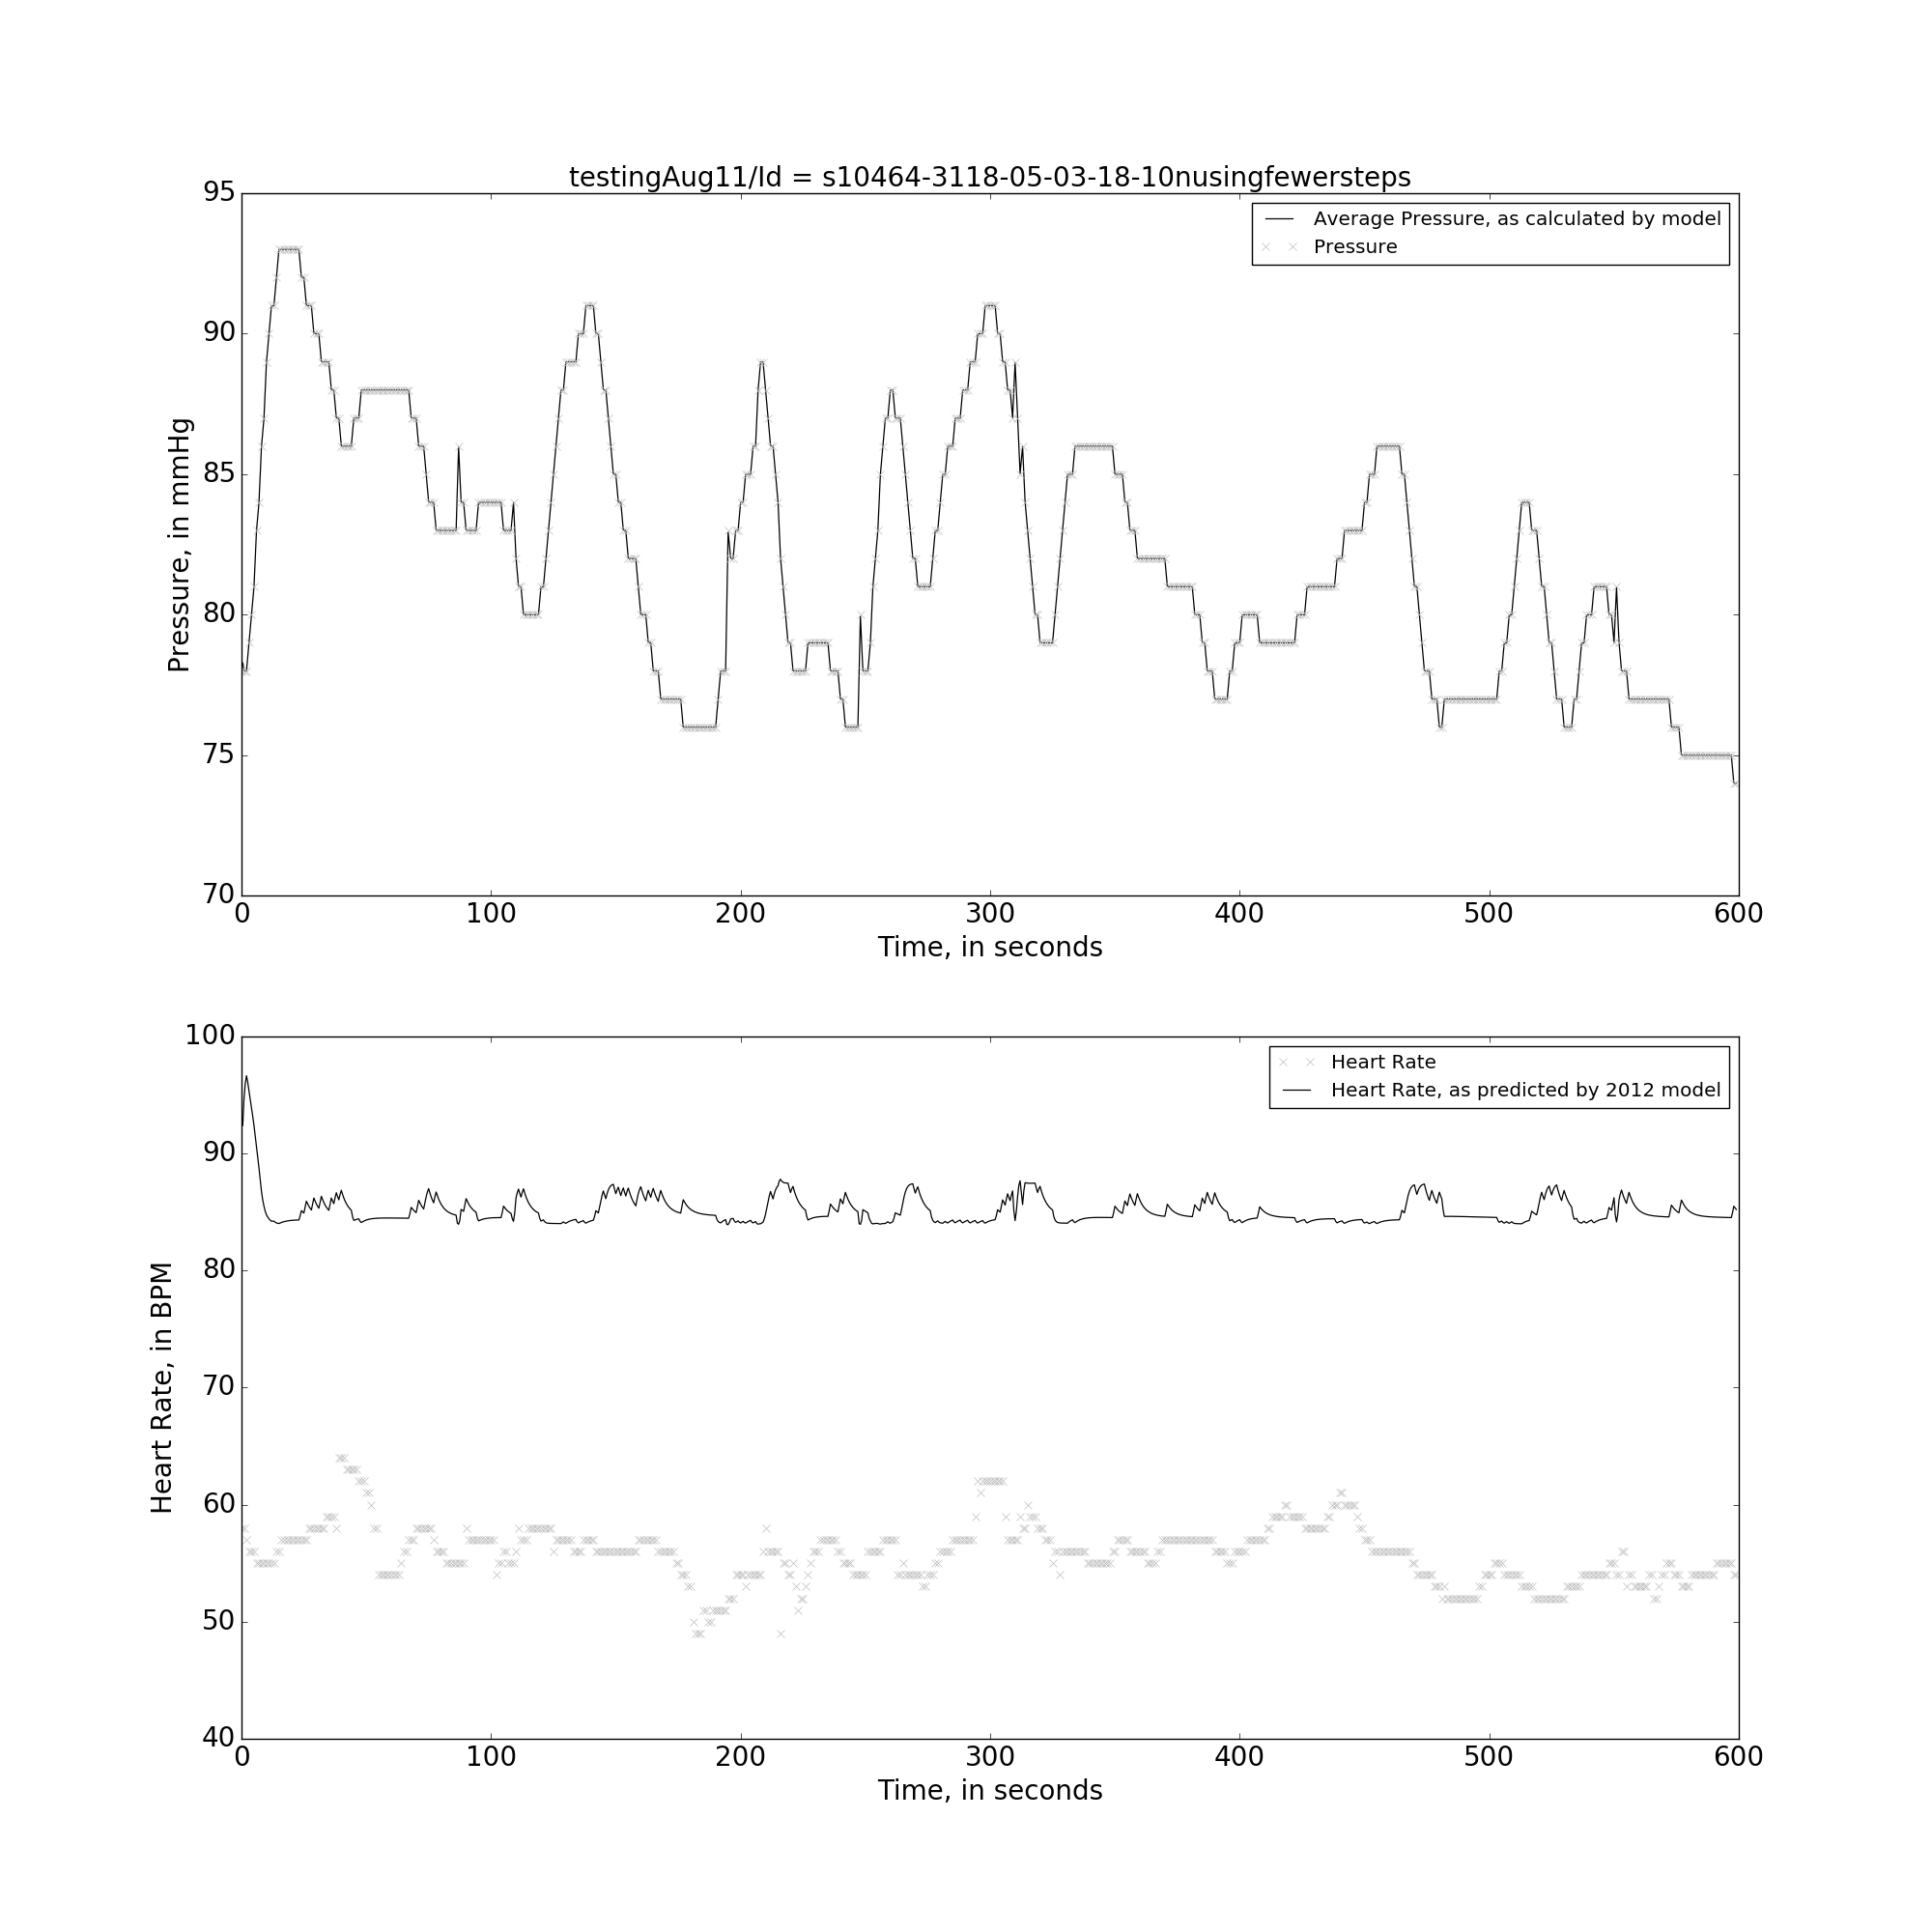 testingAug11/Id = s10464-3118-05-03-18-10nusingfewersteps
95
90
85
80
75
70
Pressure, in mmHg
Average Pressure, as calculated by model
Pressure
0 100 200 300 400 500 600
Time, in seconds
100
90
80
70
60
50
40
Heart Rate, in BPM
Heart Rate
Heart Rate, as predicted by 2012 model
0 100 200 300 400 500 600
Time, in seconds